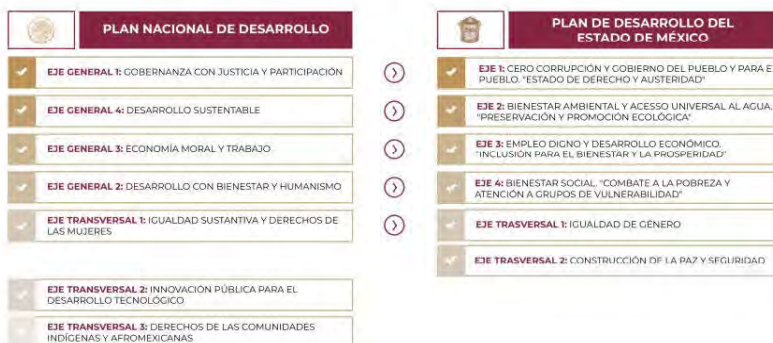 PLAN NACIONAL DE DESARROLLO
EJE GENERAL 1: GOBERNANZA CON JUSTICIA Y PARTICIPACIÓN
EJE GENERAL 4: DESARROLLO SUSTENTABLE
EJE GENERAL 3: ECONOMÍA MORAL Y TRABAJO
EJE GENERAL 2: DESARROLLO CON BIENESTAR Y HUMANISMO
EJE TRANSVERSAL 1: IGUALDAD SUSTANTIVA Y DERECHOS DE
LAS MUJERES
EJE TRANSVERSAL 2: INNOVACIÓN PÚBLICA PARA EL
DESARROLLO TECNOLÓGICO
EJE TRANSVERSAL 3: DERECHOS DE LAS COMUNIDADES
INDÍGENAS Y AFROMEXICANAS
PLAN DE DESARROLLO DEL
ESTADO DE MÉXICO
EJE 1: CERO CORRUPCIÓN Y GOBIERNO DEL PUEBLO Y PARA E
PUEBLO. "ESTADO DE DERECHO Y AUSTERIDAD"
EJE 2: BIENESTAR AMBIENTAL Y ACESSO UNIVERSAL AL AGUA.
"PRESERVACIÓN Y PROMOCIÓN ECOLÓGICA"
EJE 3: EMPLEO DIGNO Y DESARROLLO ECONÓMICO.
"INCLUSIÓN PARA EL BIENESTAR Y LA PROSPERIDAD"
EJE 4: BIENESTAR SOCIAL. "COMBATE A LA POBREZA Y
ATENCIÓN A GRUPOS DE VULNERABILIDAD"
EJE TRASVERSAL 1: IGUALDAD DE GÉNERO
EJE TRASVERSAL 2: CONSTRUCCIÓN DE LA PAZ Y SEGURIDAD